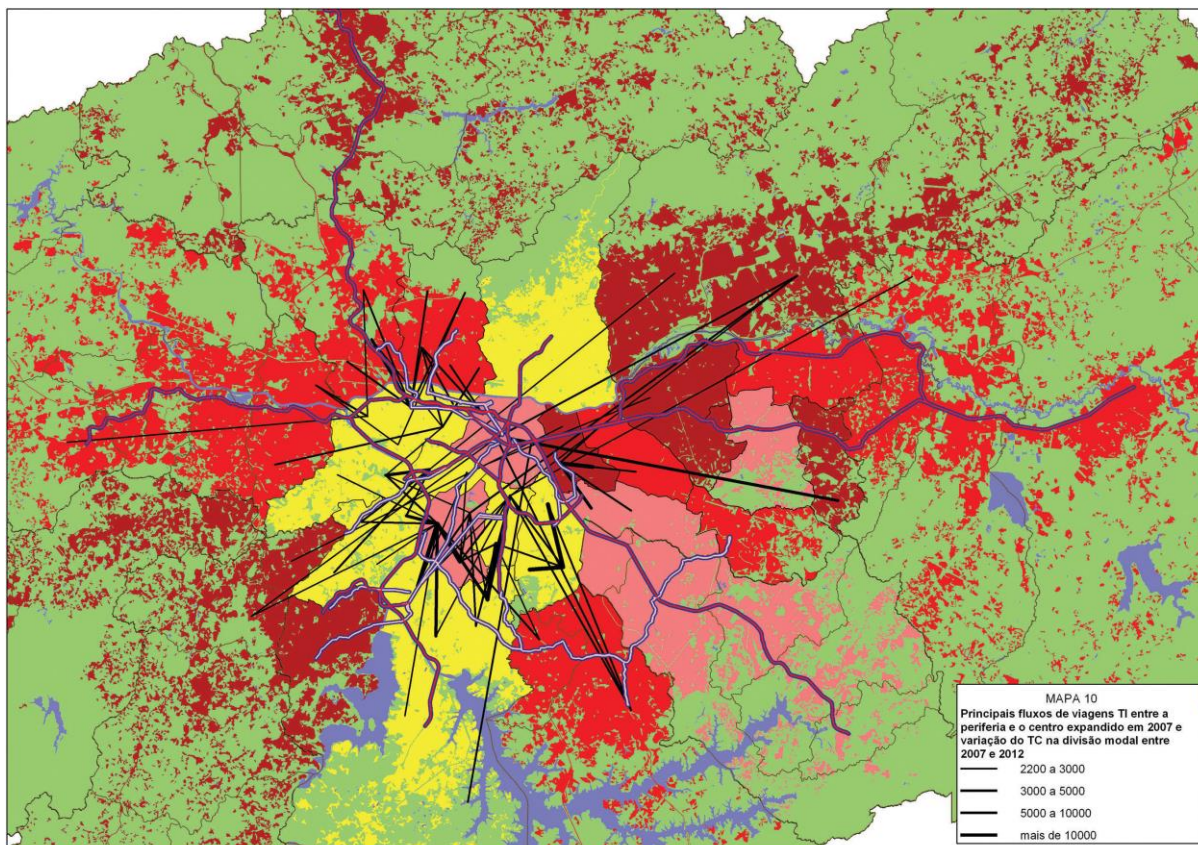 MAPA 10
Principais fluxos de viagens TI entre a
periferia e o centro expandido em 2007 e
variação do TC na divisão modal entre
2007 e 2012
2200 a 3000
3000 a 5000
5000 a 10000
mais de 10000